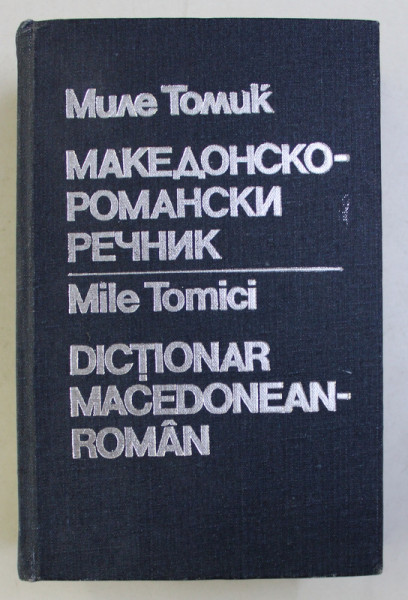 Миле Томиќ
МАКЕДОНСКО-
РОМАНСКИ
РЕЧНИК
Mile Tomici
DICȚIONAR
MACEDONEAN-
ROMÂN